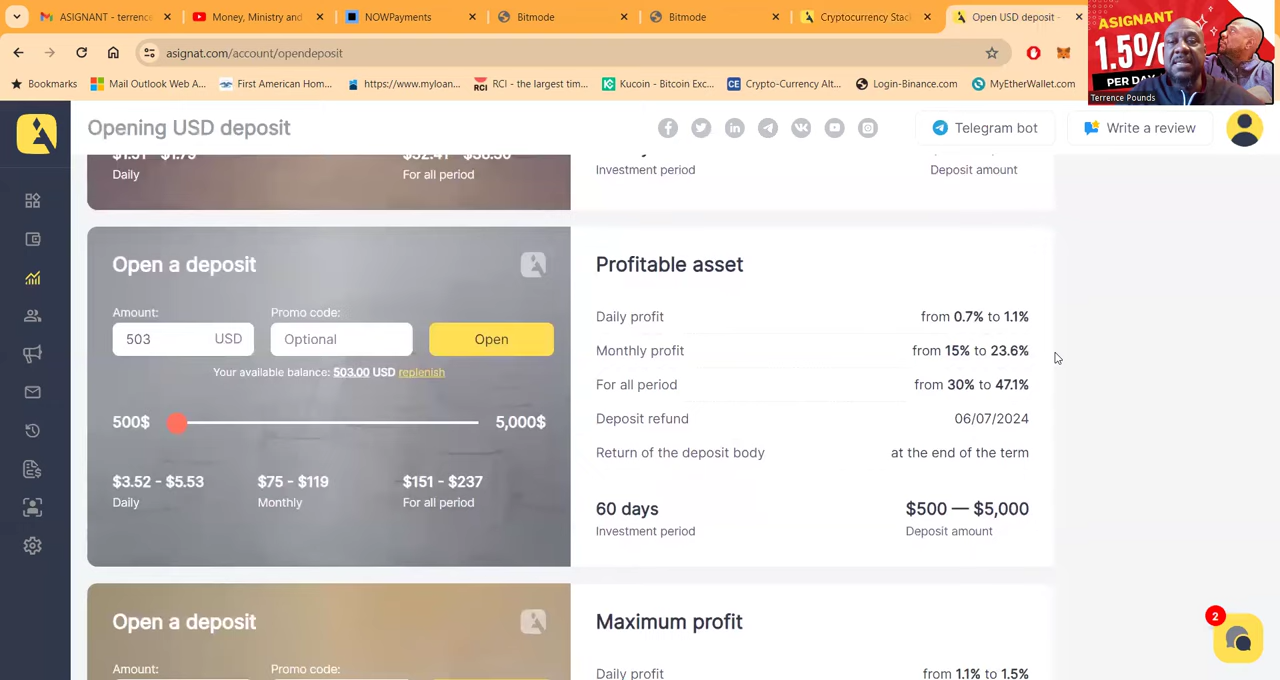 ASIGNANT - terrence
Money, Ministry and
NOWPayments
Bitmode
Bitmode
Cryptocurrency Stac
Open USD deposit -
asignat.com/account/opendeposit
Bookmarks
Mail Outlook Web A...
First American Hom...
https://www.myloan...
RCI - the largest tim...
Kucoin - Bitcoin Exc...
Crypto-Currency Alt...
Login-Binance.com
MyEtherWallet.com
ASIGNANT
1.5%
PER DAY
Terrence Pounds
Opening USD deposit
Telegram bot
Write a review
Daily
For all period
Investment period
Deposit amount
Open a deposit
Amount:
Promo code:
503 USD
Optional
Open
Your available balance: 503.00 USD replenish
500$
5,000$
$3.52 - $5.53
$75 - $119
$151 - $237
Daily
Monthly
For all period
Profitable asset
Daily profit from 0.7% to 1.1%
Monthly profit from 15% to 23.6%
For all period from 30% to 47.1%
Deposit refund 06/07/2024
Return of the deposit body at the end of the term
60 days
$500 — $5,000
Investment period
Deposit amount
Open a deposit
Amount:
Promo code:
Maximum profit
Daily profit from 1.1% to 1.5%
2